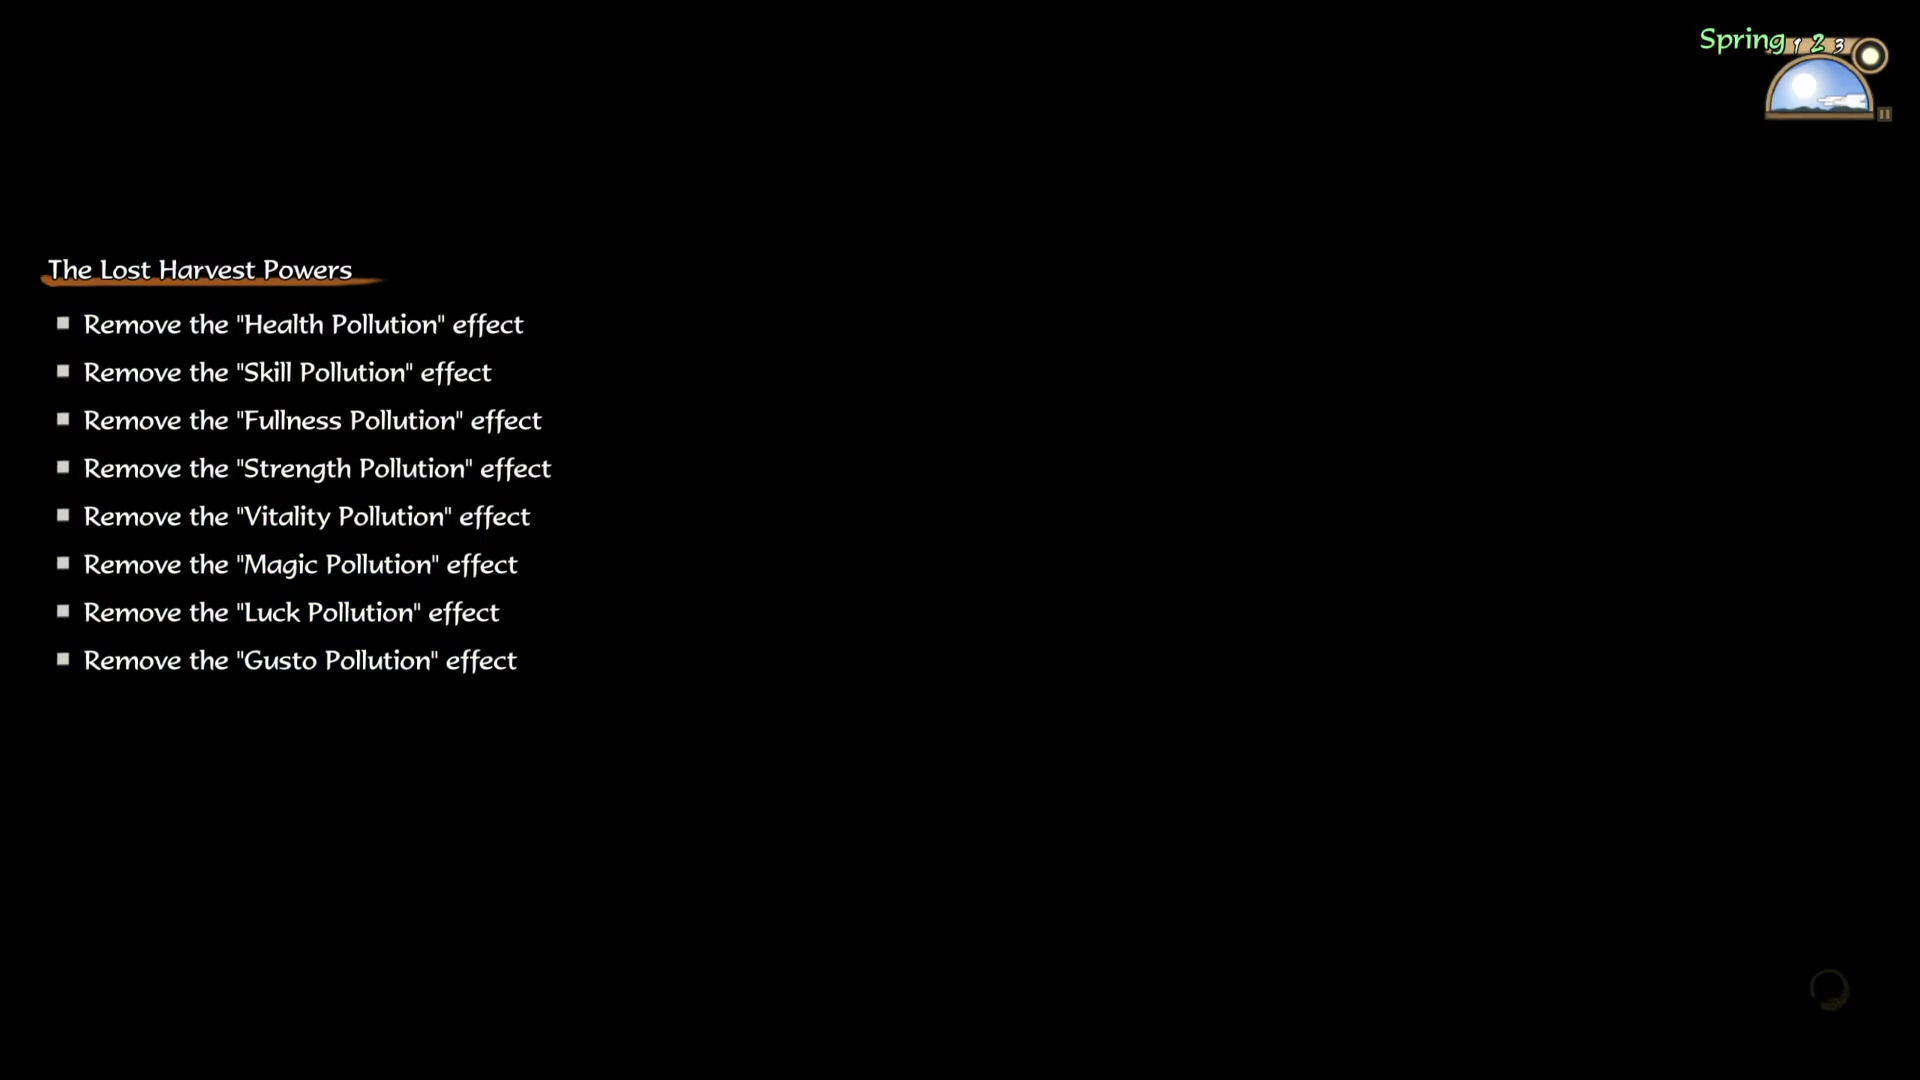 Spring 1 2 3
The Lost Harvest Powers
Remove the "Health Pollution" effect
Remove the "Skill Pollution" effect
Remove the "Fullness Pollution" effect
Remove the "Strength Pollution" effect
Remove the "Vitality Pollution" effect
Remove the "Magic Pollution" effect
Remove the "Luck Pollution" effect
Remove the "Gusto Pollution" effect